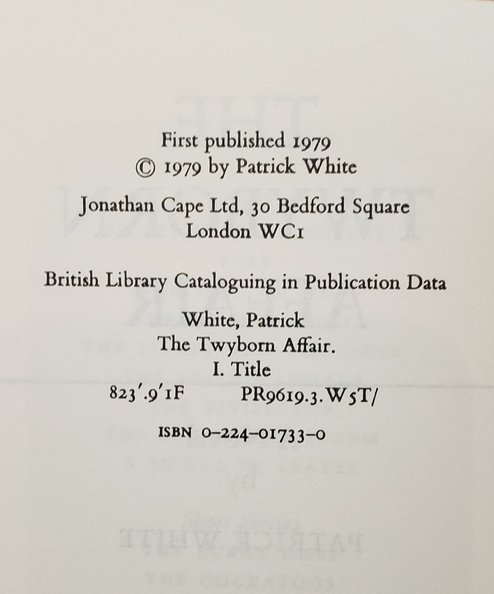 First published 1979
© 1979 by Patrick White
Jonathan Cape Ltd, 30 Bedford Square
London WC1
British Library Cataloguing in Publication Data
White, Patrick
The Twyborn Affair.
I. Title
823'.9'1F PR9619.3.W5T/
ISBN 0–224–01733–0